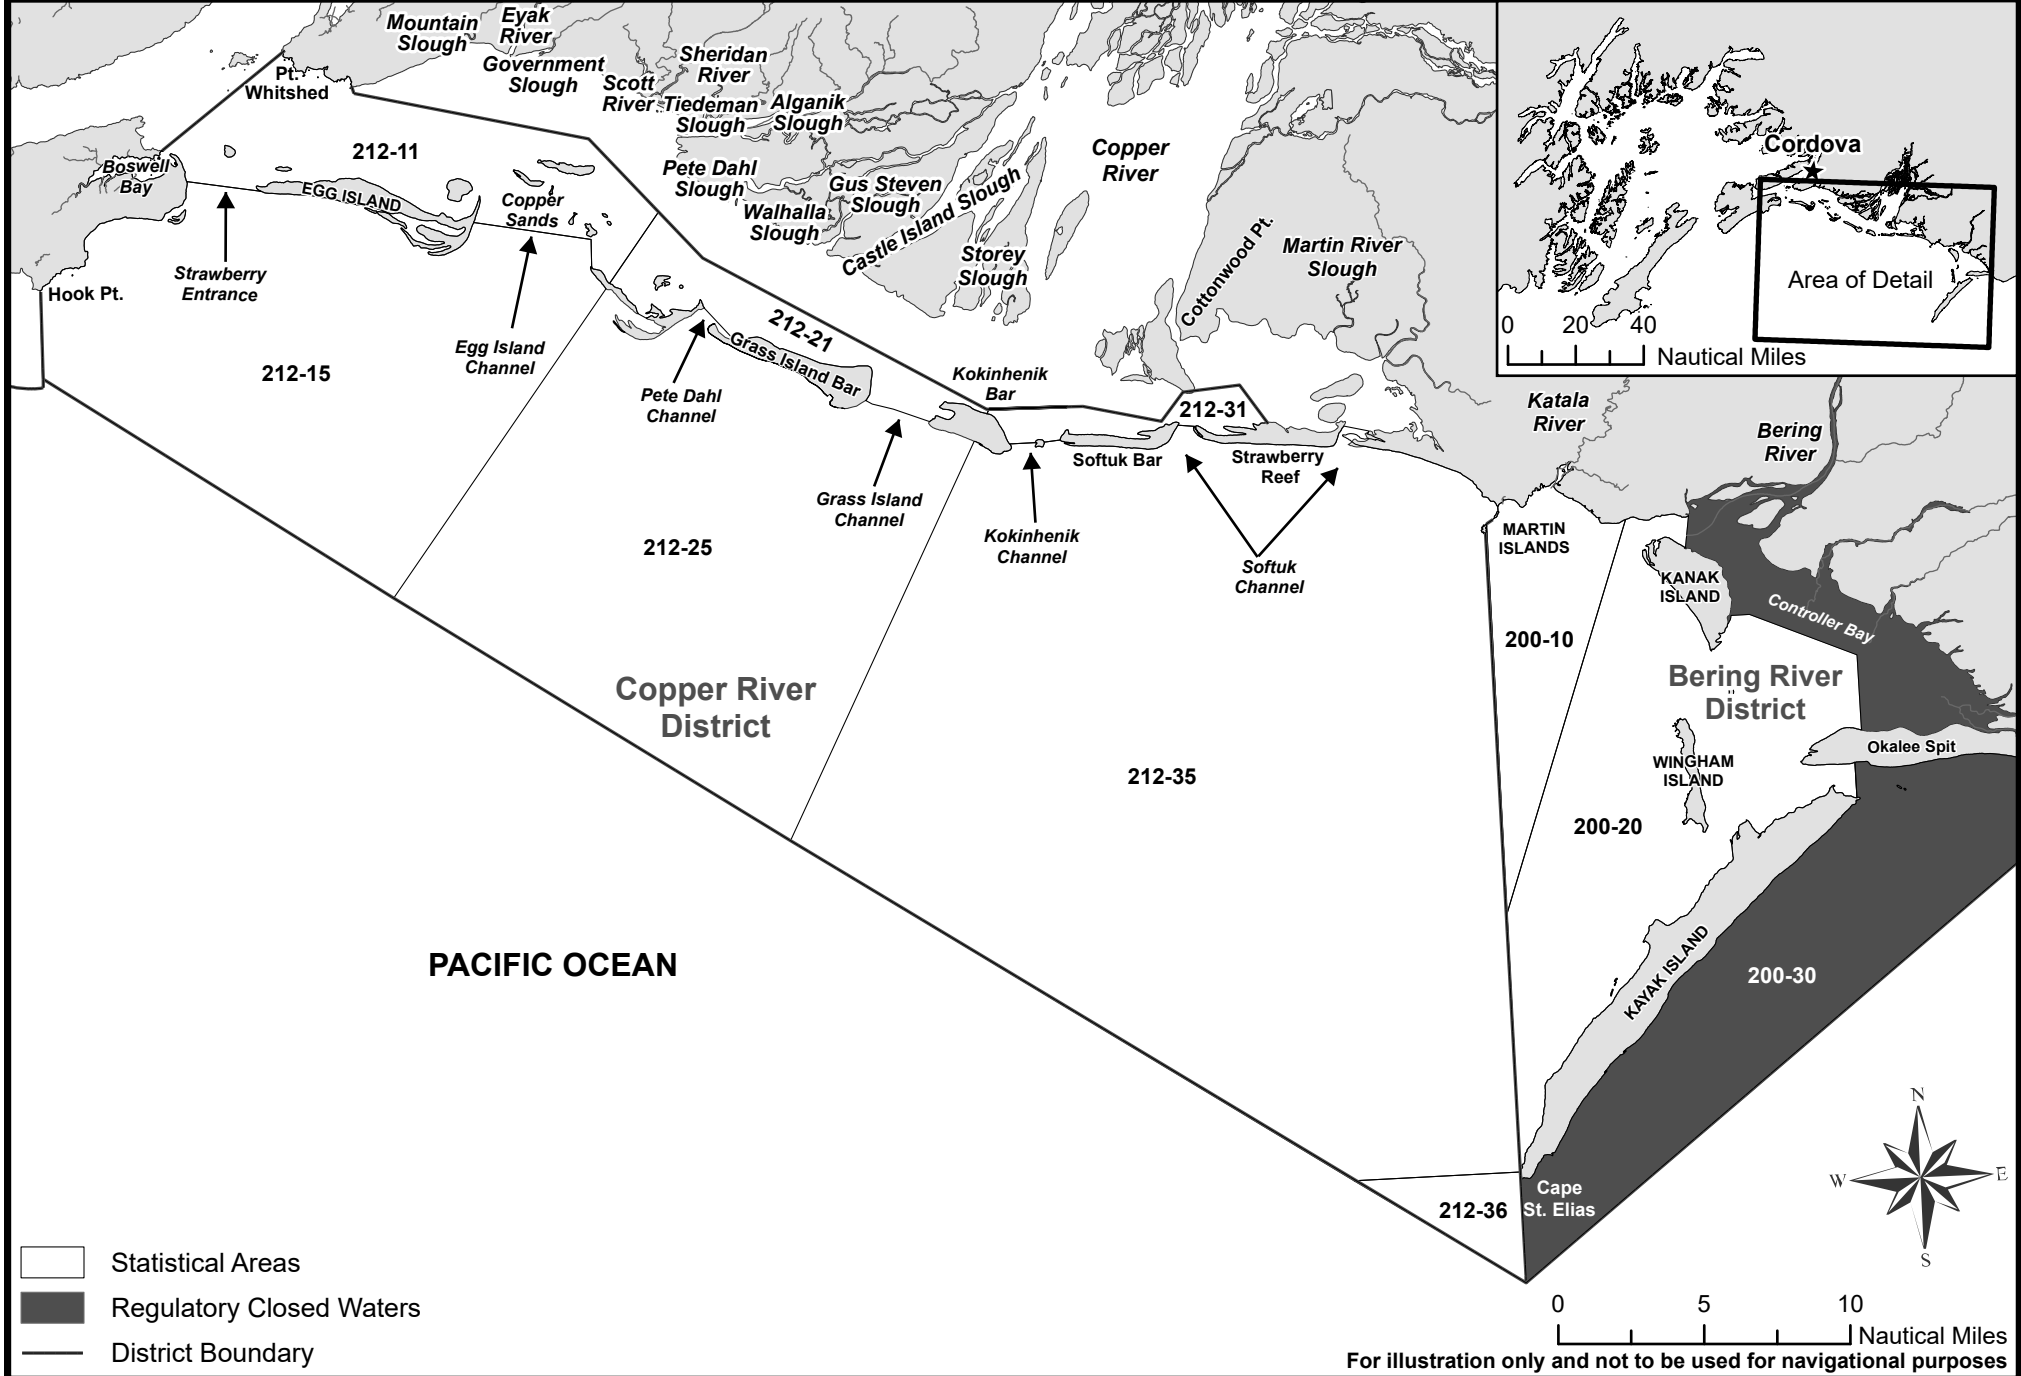 Mountain
Slough
Eyak
River
Government
Slough
Scott
River
Sheridan
River
Tiedeman
Slough
Alganik
Slough
Pete Dahl
Slough
Walhalla
Slough
Gus Steven
Slough
Castle Island Slough
Storey
Slough
Copper
River
Cottonwood Pt.
Martin River
Slough
Pt.
Whitshed
Boswell
Bay
212-11
EGG ISLAND
Copper
Sands
Strawberry
Entrance
Hook Pt.
212-15
Egg Island
Channel
Pete Dahl
Channel
212-21
Grass Island Bar
Kokinhenik
Bar
Grass Island
Channel
212-25
Kokinhenik
Channel
Softuk Bar
212-31
Strawberry
Reef
Softuk
Channel
Katala
River
Bering
River
MARTIN
ISLANDS
KANAK
ISLAND
Controller Bay
200-10
Bering River
District
Copper River
District
212-35
WINGHAM
ISLAND
Okalee Spit
200-20
KAYAK ISLAND
200-30
PACIFIC OCEAN
212-36
Cape
St. Elias
Cordova
Area of Detail
0 20 40
Nautical Miles
N
W E
S
Statistical Areas
Regulatory Closed Waters
District Boundary
0 5 10
Nautical Miles
For illustration only and not to be used for navigational purposes